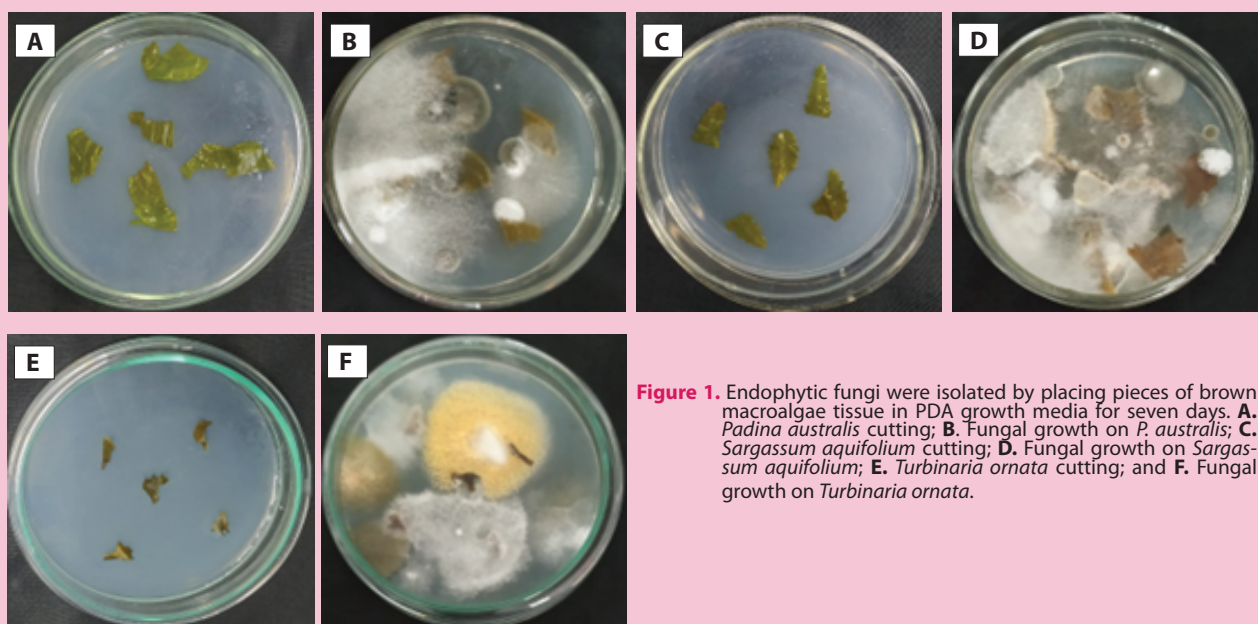 A
B
C
D
E
F
Figure 1. Endophytic fungi were isolated by placing pieces of brown
macroalgae tissue in PDA growth media for seven days. A.
Padina australis cutting; B. Fungal growth on P. australis; C.
Sargassum aquifolium cutting; D. Fungal growth on Sargas-
sum aquifolium; E. Turbinaria ornata cutting; and F. Fungal
growth on Turbinaria ornata.